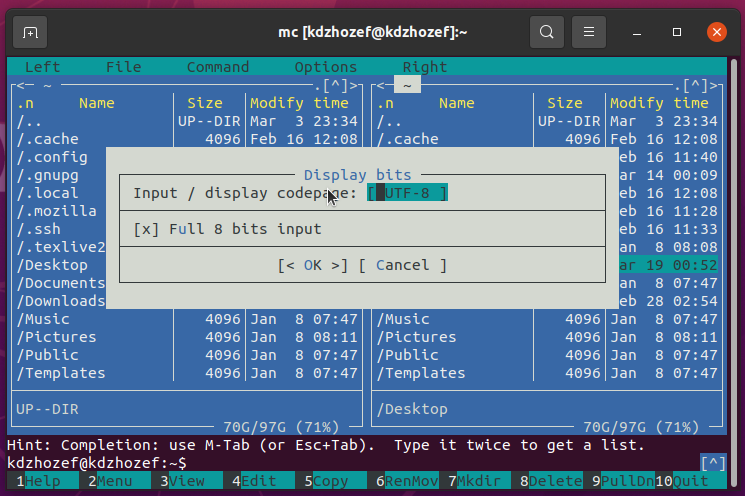 mc [kdzhozef@kdzhozef]:~
Left File Command Options Right
<─ ~ .[^]> <─ ~ .[^]>
.n Name Size Modify time .n Name Size Modify time
/.. UP--DIR Mar 3 23:34 /.. UP--DIR Mar 3 23:34
/.cache 4096 Feb 16 12:08 /.cache 4096 Feb 16 12:08
/.config Feb 16 11:40
/.gnupg Display bits Mar 14 00:09
/.local Input / display codepage: [ UTF-8 ] Feb 16 12:08
/.mozilla Feb 16 11:28
/.ssh [x] Full 8 bits input Feb 16 11:33
/.texlive2 Jan 8 08:08
/Desktop [< OK >] [ Cancel ] ar 19 00:52
/Documents Jan 8 07:47
/Downloads Feb 28 02:54
/Music 4096 Jan 8 07:47 /Music 4096 Jan 8 07:47
/Pictures 4096 Jan 8 08:11 /Pictures 4096 Jan 8 08:11
/Public 4096 Jan 8 07:47 /Public 4096 Jan 8 07:47
/Templates 4096 Jan 8 07:47 /Templates 4096 Jan 8 07:47
UP--DIR /Desktop
70G/97G (71%) 70G/97G (71%)
Hint: Completion: use M-Tab (or Esc+Tab). Type it twice to get a list.
kdzhozef@kdzhozef:~$ [^]
1Help 2Menu 3View 4Edit 5Copy 6RenMov 7Mkdir 8Delete 9PullDn 10Quit